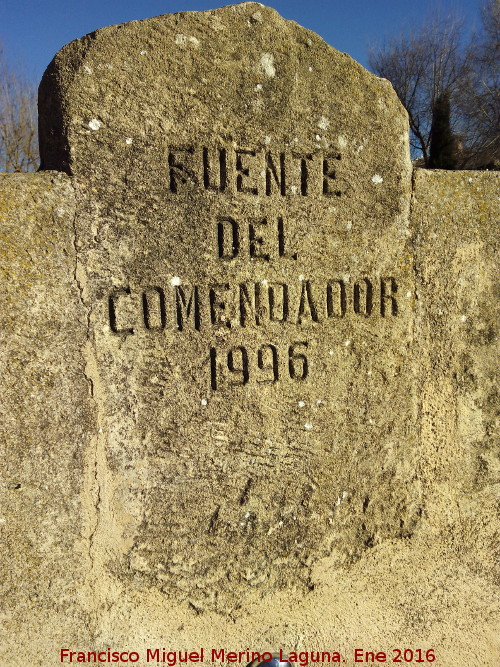 FUENTE
DEL
COMENDADOR
1996
Francisco Miguel Merino Laguna. Ene 2016